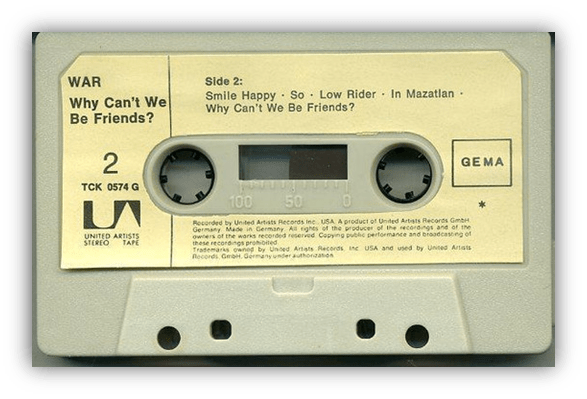 WAR
Why Can't We
Be Friends?
2
TCK 0574 G
UA
UNITED ARTISTS
STEREO TAPE
Side 2:
Smile Happy · So · Low Rider · In Mazatlan ·
Why Can't We Be Friends?
100 50 0
GEMA
*
Recorded by United Artists Records Inc., USA. A product of United Artists Records GmbH
Germany. Made in Germany. All rights of the producer of the recordings and of the
owners of the works recorded reserved. Copying public performance and broadcasting of
these recordings prohibited.
Trademarks owned by United Artists Records, Inc. USA and used by United Artists
Records, GmbH, Germany under authorization.